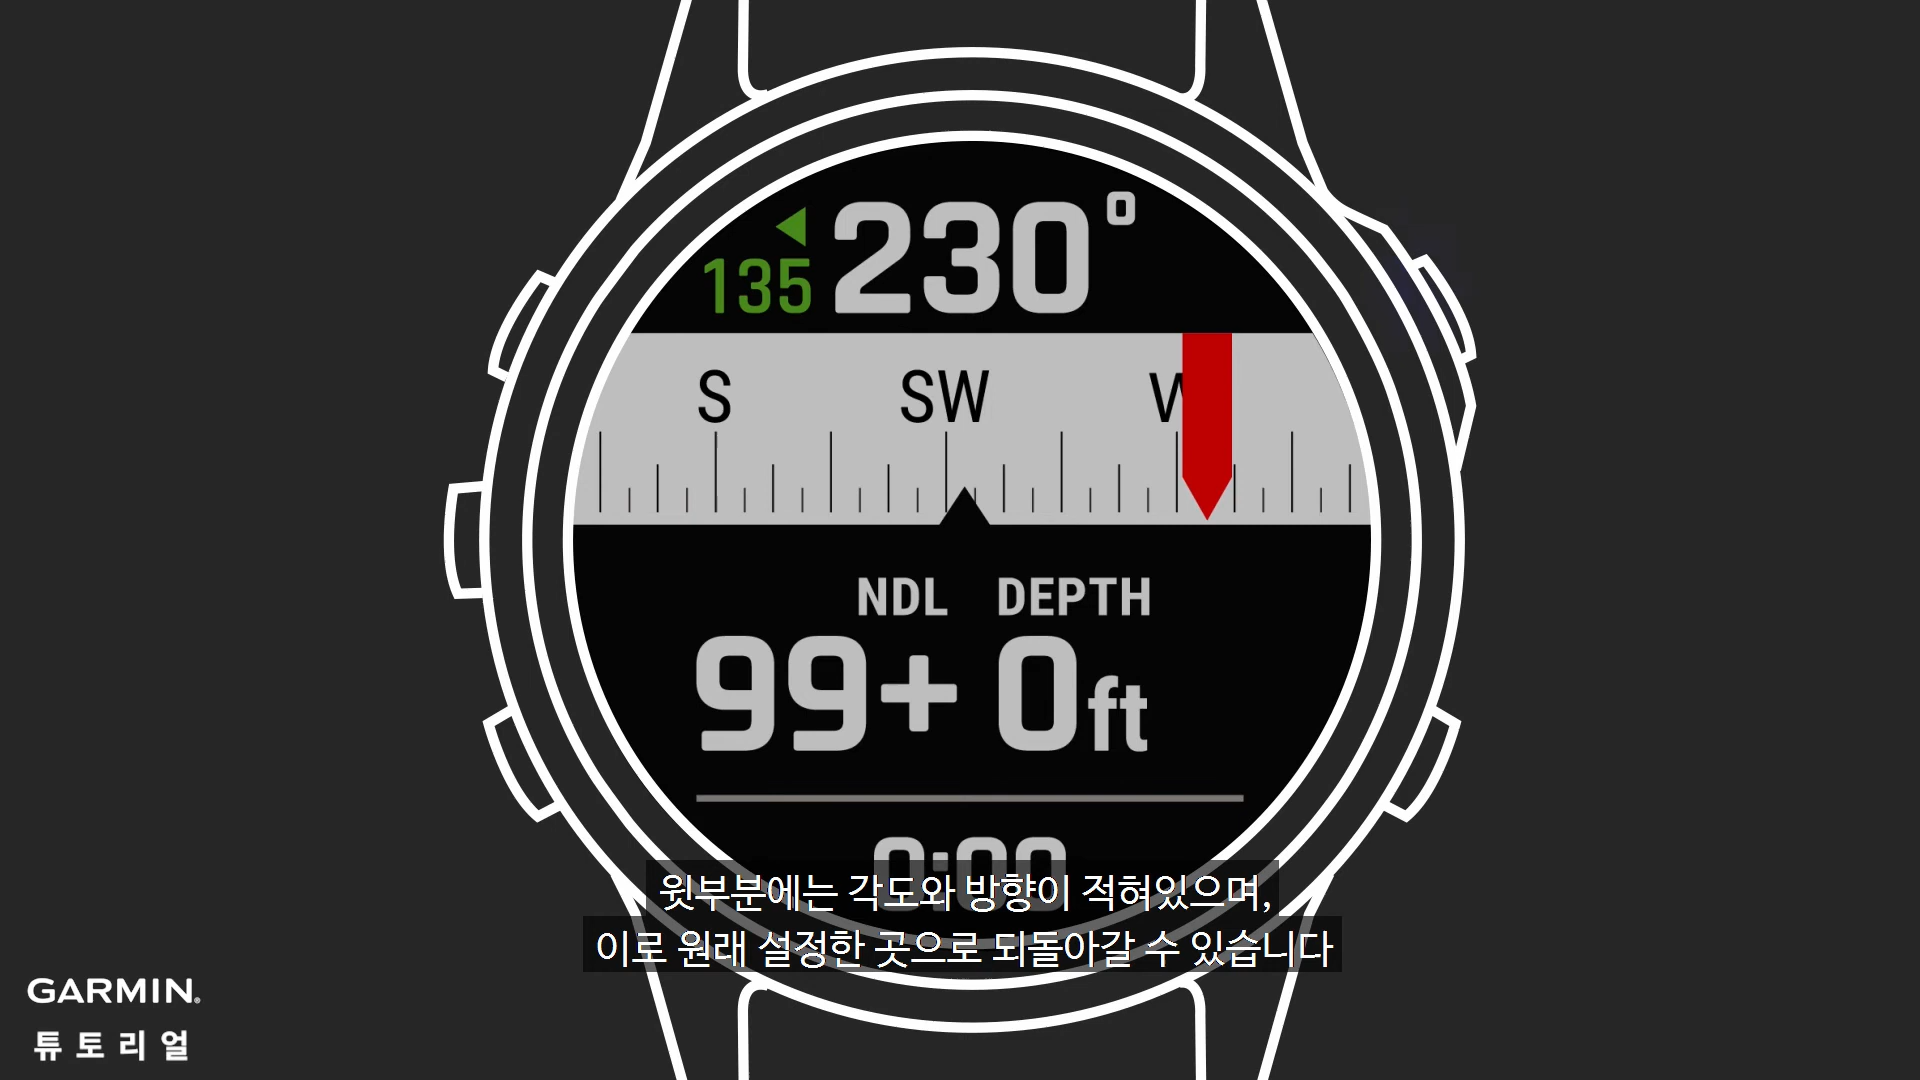 230°
135
S SW W
NDL DEPTH
99+ 0ft
0:00
윗부분에는 각도와 방향이 적혀있으며,
이로 원래 설정한 곳으로 되돌아갈 수 있습니다
GARMIN®
튜토리얼